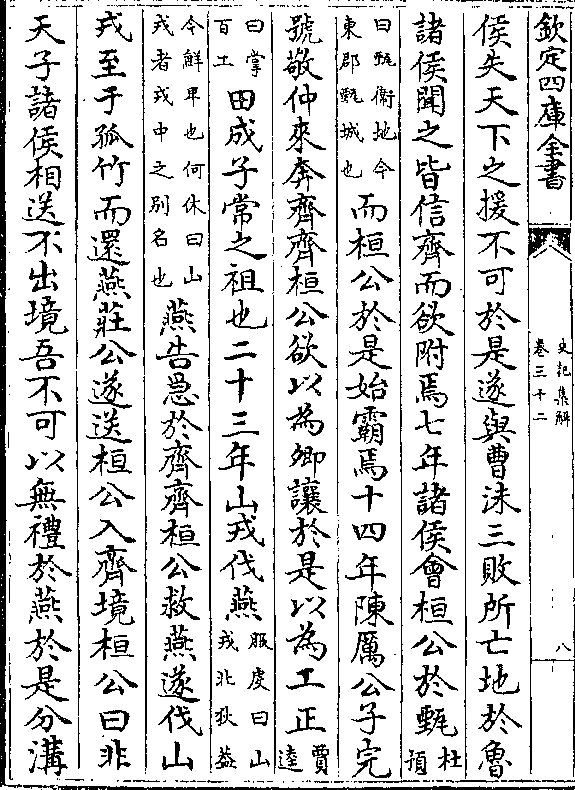 欽定四庫全書
史記集解
卷三十二
八
侯失天下之援不可於是遂與曹沬三敗所亡地於魯
諸侯聞之皆信齊而欲附焉七年諸侯㑹桓公於甄杜預
曰甄衞地今東郡甄城也而桓公於是始霸焉十四年陳厲公子完
號敬仲來奔齊齊桓公欲以為卿讓於是以為工正賈逵
曰掌百工田成子常之祖也二十三年山戎伐燕服虔曰山戎北狄葢
今鮮卑也何休曰山戎者戎中之别名也燕告急於齊齊桓公救燕遂伐山
戎至于孤竹而還燕莊公遂送桓公入齊境桓公曰非
天子諸侯相送不出境吾不可以無禮於燕於是分溝